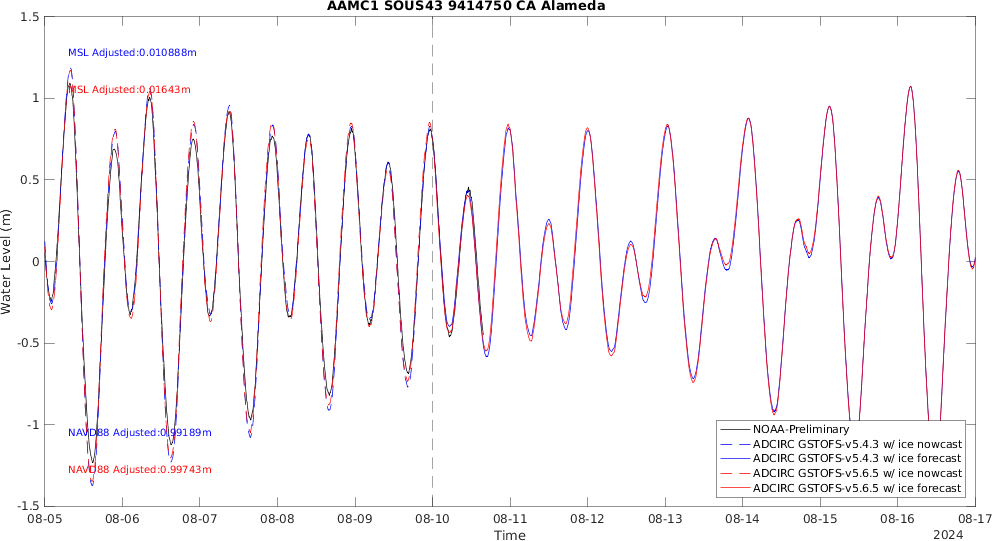 AAMC1 SOUS43 9414750 CA Alameda
1.5
1
0.5
0
-0.5
-1
-1.5
Water Level (m)
MSL Adjusted:0.010888m
MSL Adjusted:0.01643m
NAVD88 Adjusted:0.99189m
NAVD88 Adjusted:0.99743m
NOAA-Preliminary
ADCIRC GSTOFS-v5.4.3 w/ ice nowcast
ADCIRC GSTOFS-v5.4.3 w/ ice forecast
ADCIRC GSTOFS-v5.6.5 w/ ice nowcast
ADCIRC GSTOFS-v5.6.5 w/ ice forecast
08-05 08-06 08-07 08-08 08-09 08-10 08-11 08-12 08-13 08-14 08-15 08-16 08-17
Time
2024